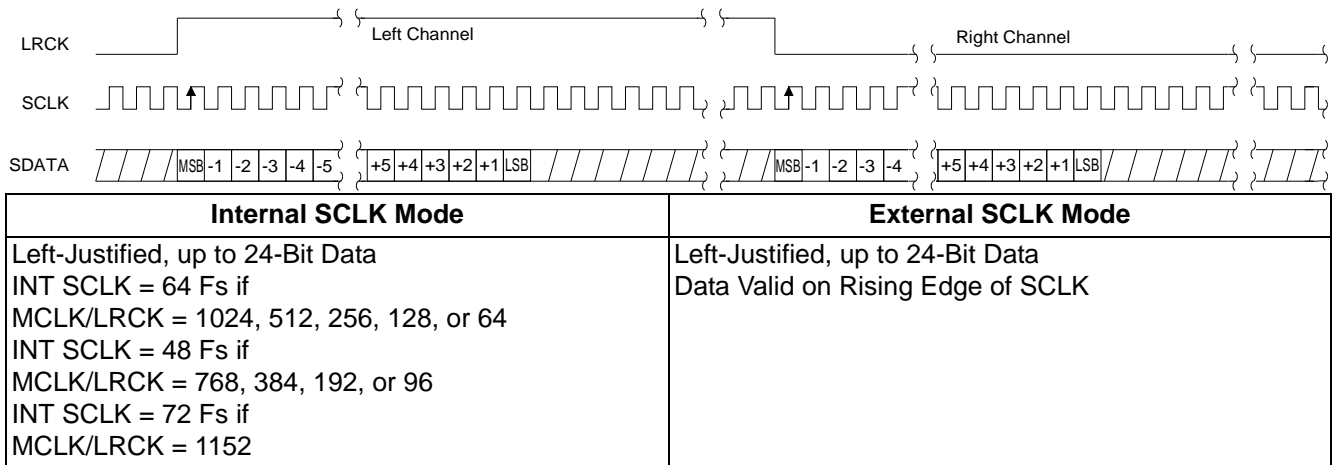 LRCK Left Channel Right Channel
SCLK
SDATA MSB -1 -2 -3 -4 -5 +5 +4 +3 +2 +1 LSB MSB -1 -2 -3 -4 +5 +4 +3 +2 +1 LSB
Internal SCLK Mode
Left-Justified, up to 24-Bit Data
INT SCLK = 64 Fs if
MCLK/LRCK = 1024, 512, 256, 128, or 64
INT SCLK = 48 Fs if
MCLK/LRCK = 768, 384, 192, or 96
INT SCLK = 72 Fs if
MCLK/LRCK = 1152
External SCLK Mode
Left-Justified, up to 24-Bit Data
Data Valid on Rising Edge of SCLK